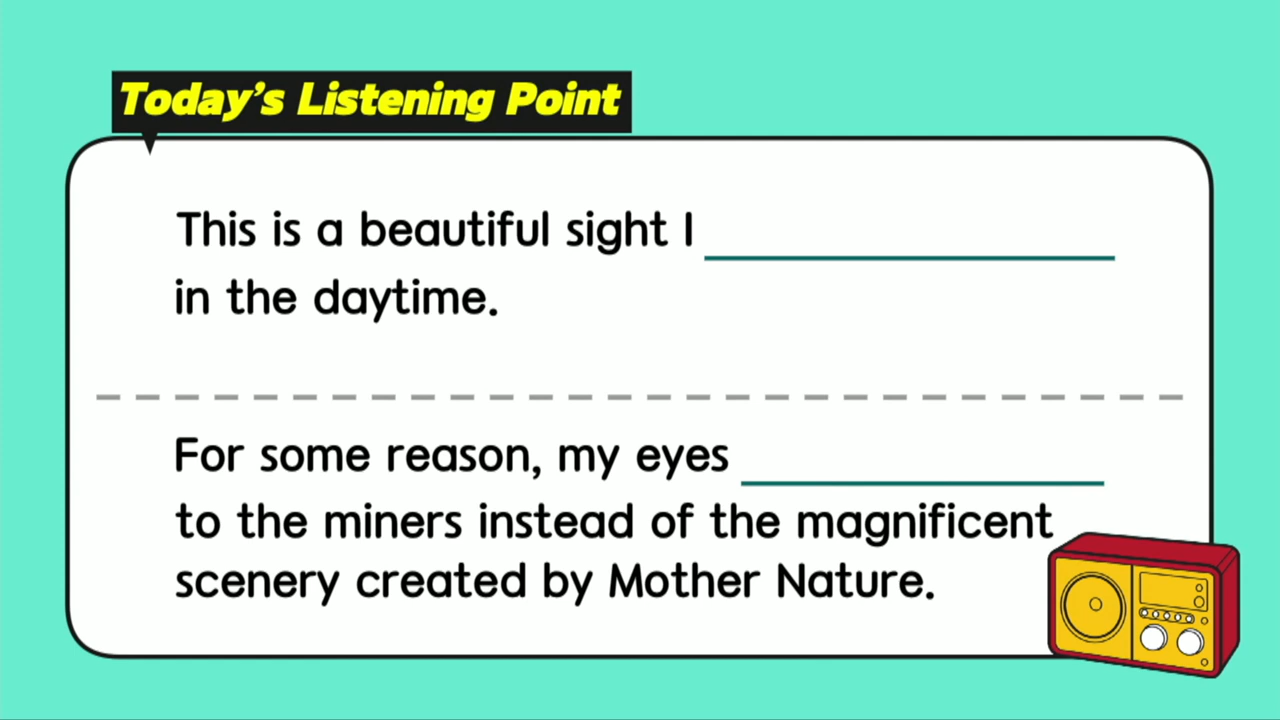 Today's Listening Point
This is a beautiful sight I
in the daytime.
For some reason, my eyes
to the miners instead of the magnificent
scenery created by Mother Nature.